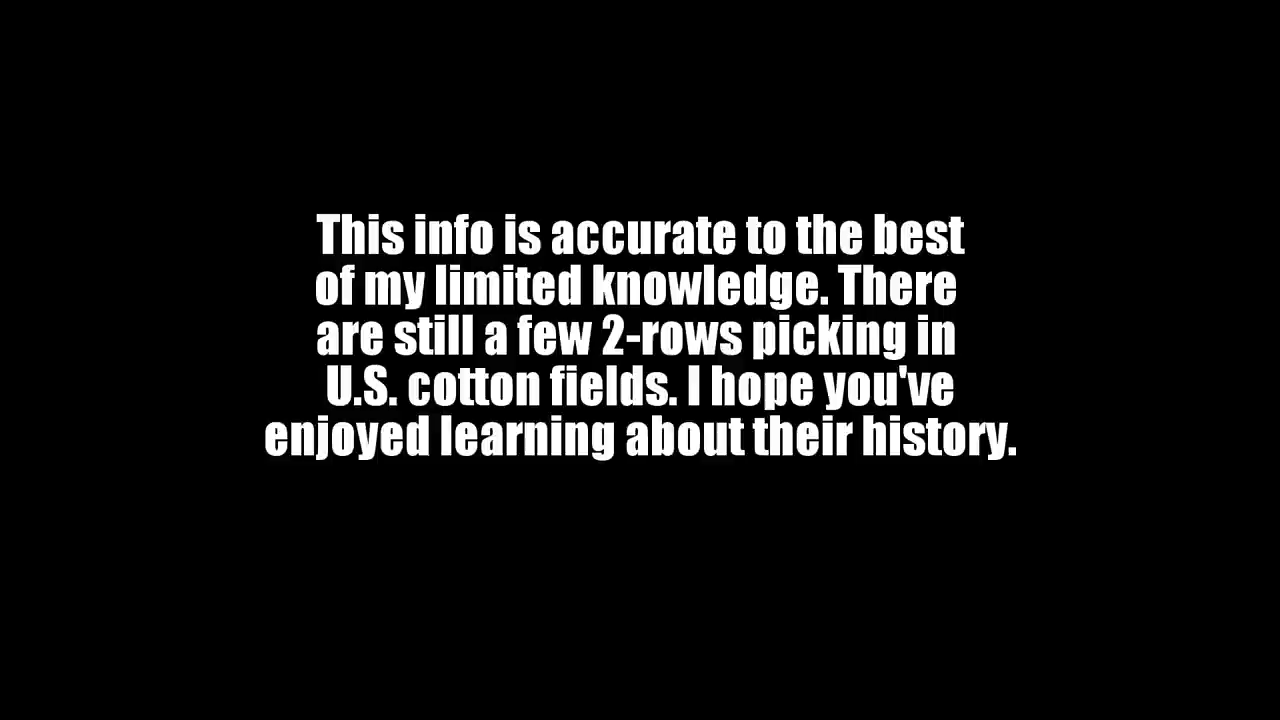 This info is accurate to the best
of my limited knowledge. There
are still a few 2-rows picking in
U.S. cotton fields. I hope you've
enjoyed learning about their history.